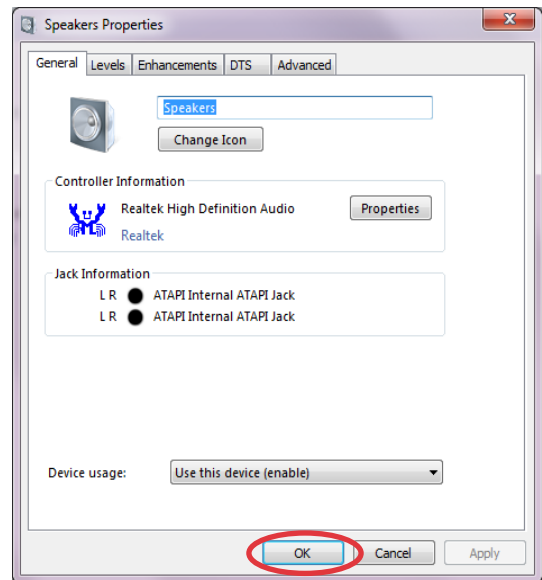 Speakers Properties
General Levels Enhancements DTS Advanced
Speakers
Change Icon
Controller Information
Realtek High Definition Audio Properties
Realtek
Jack Information
L R ATAPI Internal ATAPI Jack
L R ATAPI Internal ATAPI Jack
Device usage: Use this device (enable)
OK Cancel Apply